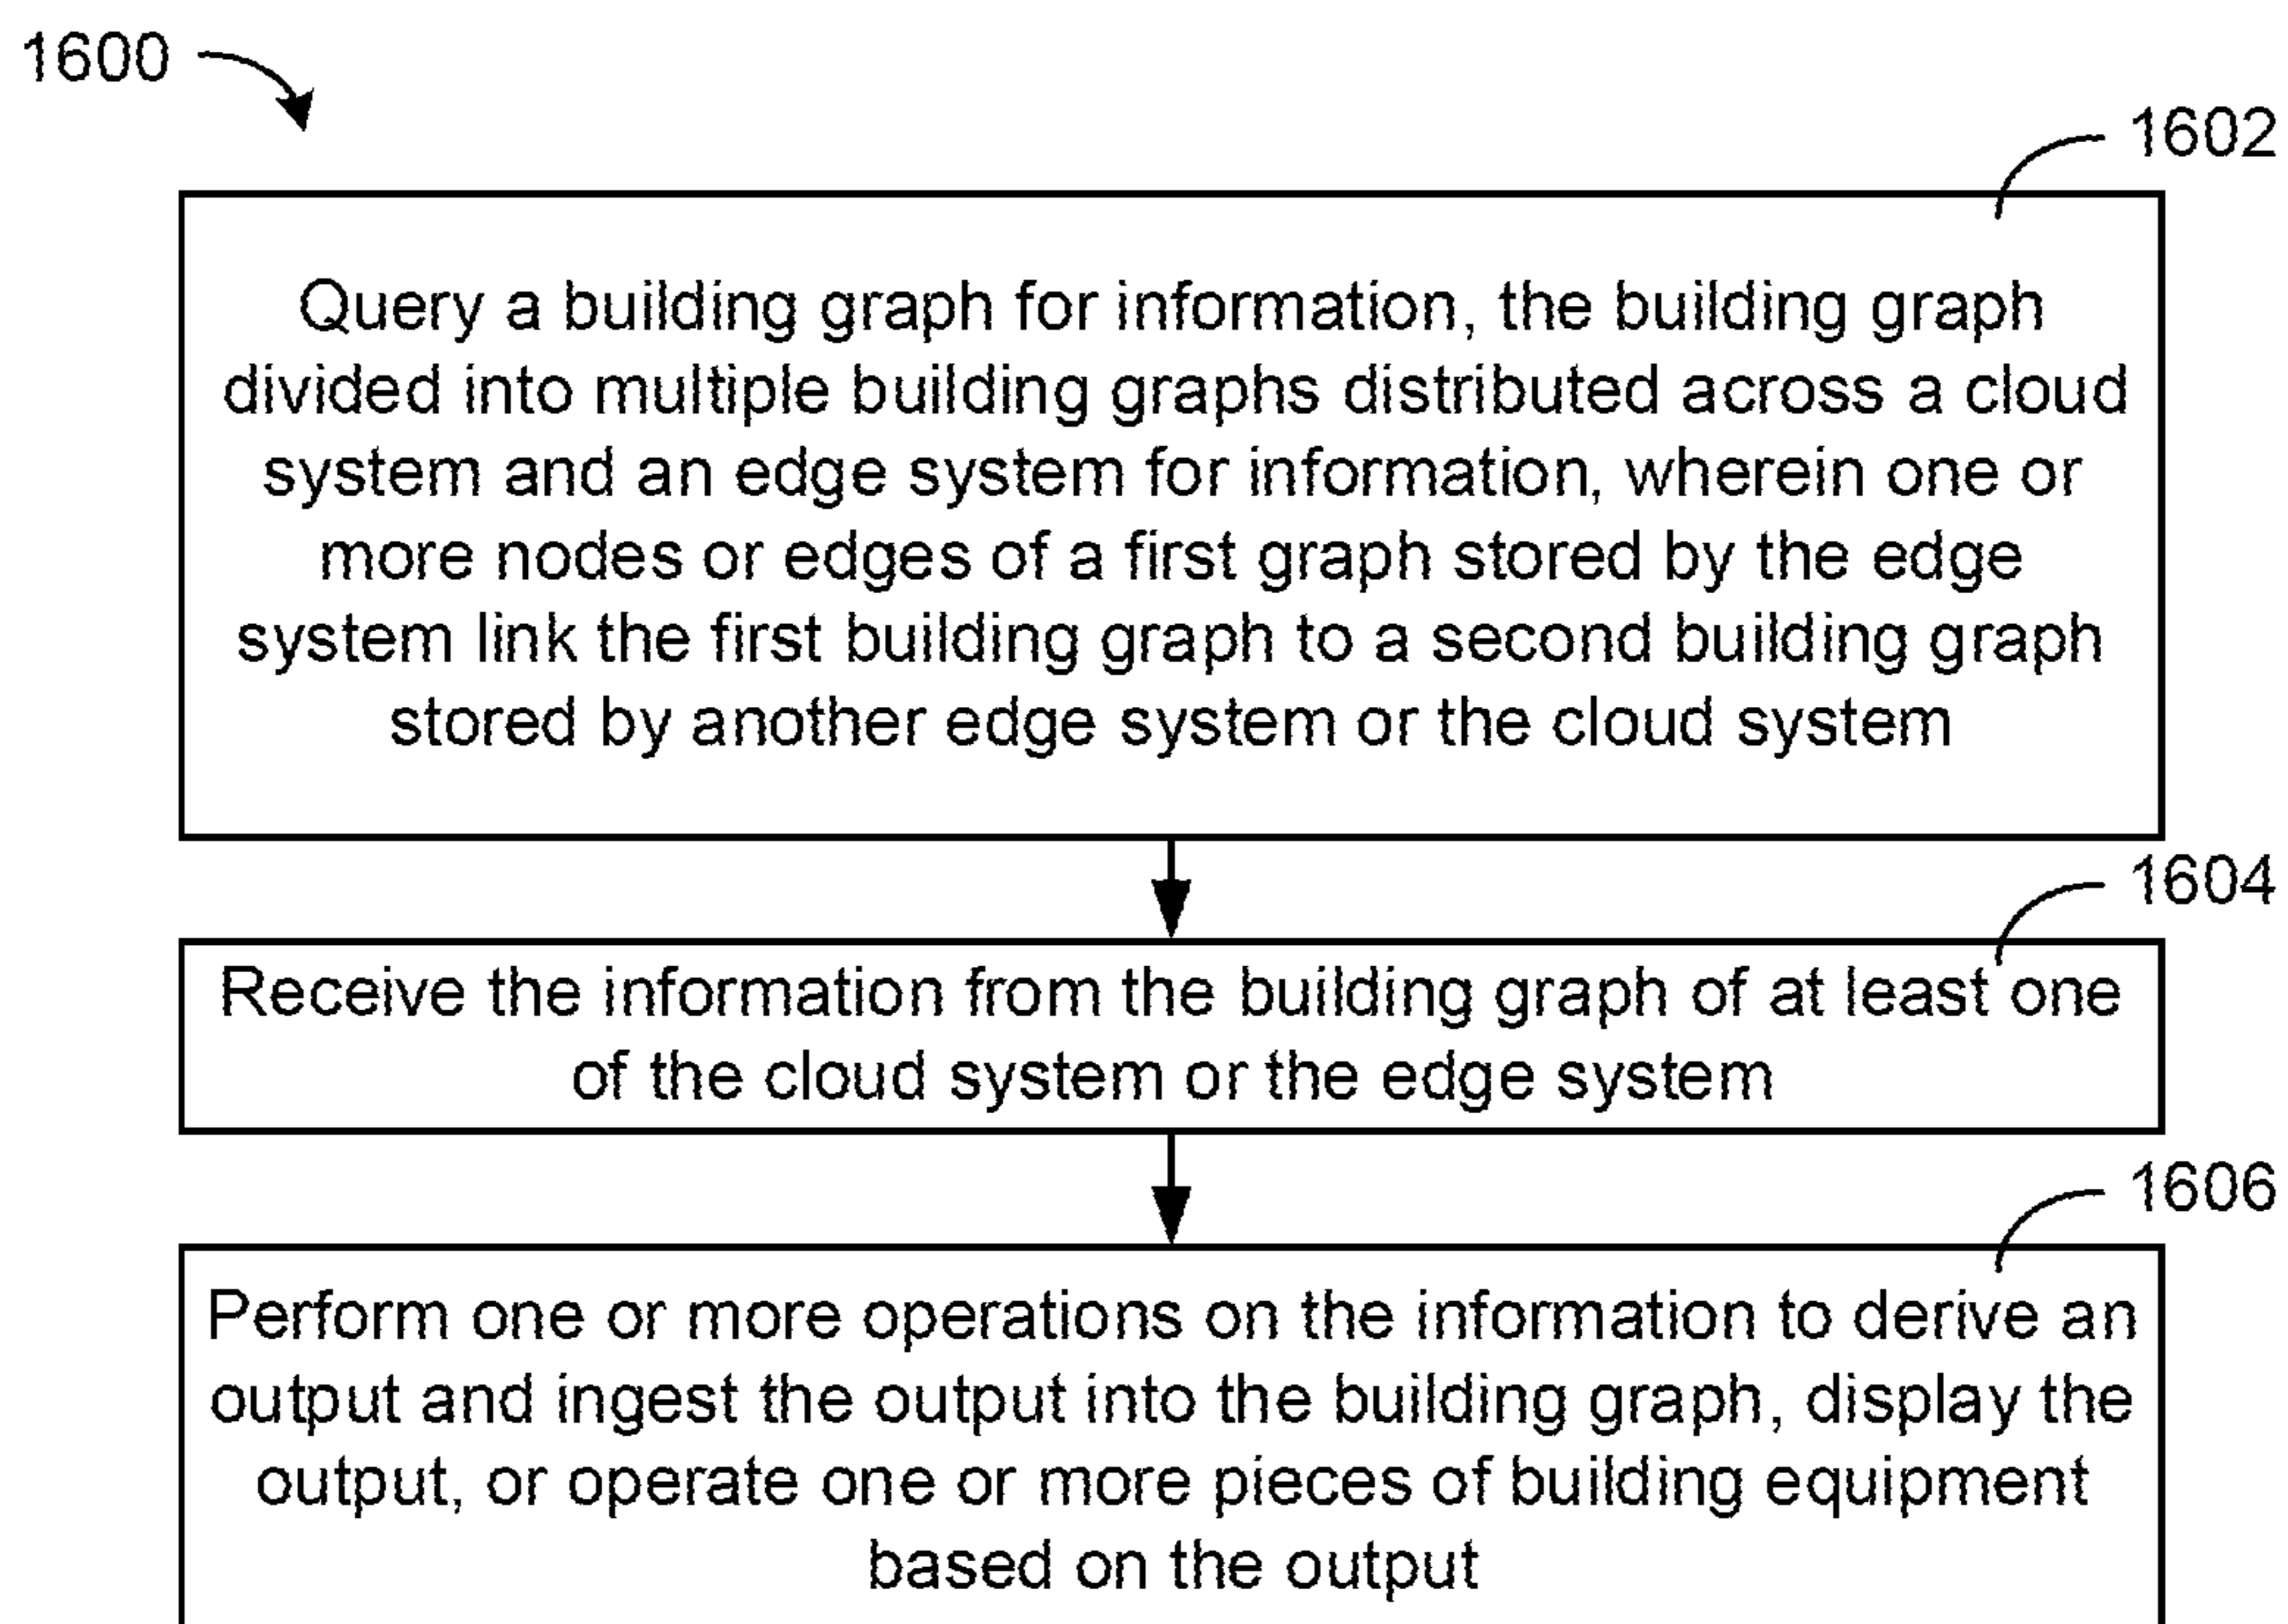 1600
1602
Query a building graph for information, the building graph
divided into multiple building graphs distributed across a cloud
system and an edge system for information, wherein one or
more nodes or edges of a first graph stored by the edge
system link the first building graph to a second building graph
stored by another edge system or the cloud system
1604
Receive the information from the building graph of at least one
of the cloud system or the edge system
1606
Perform one or more operations on the information to derive an
output and ingest the output into the building graph, display the
output, or operate one or more pieces of building equipment
based on the output